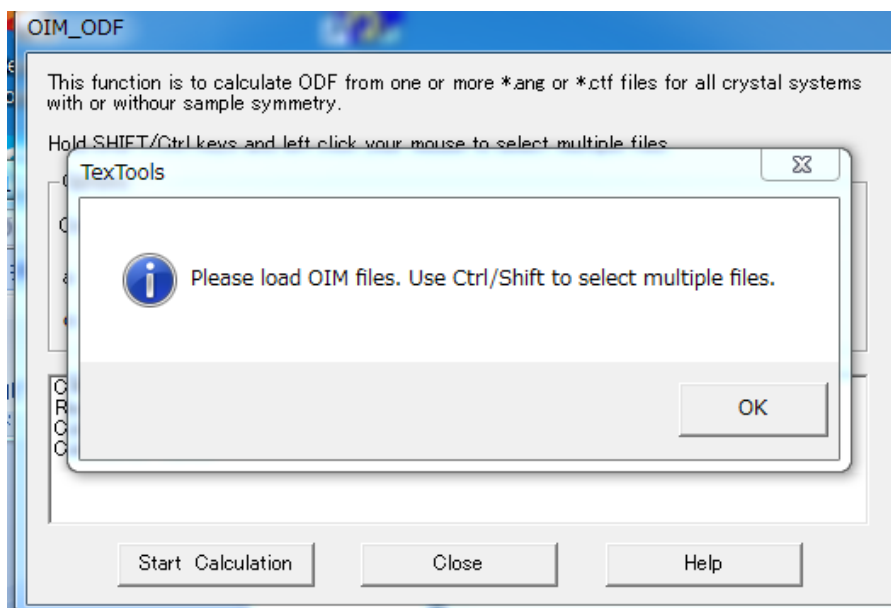 OIM_ODF
This function is to calculate ODF from one or more *.ang or *.ctf files for all crystal systems
with or withour sample symmetry.
Hold SHIFT/Ctrl keys and left click your mouse to select multiple files
TexTools
Please load OIM files. Use Ctrl/Shift to select multiple files.
OK
C
R
C
C
Start Calculation
Close
Help